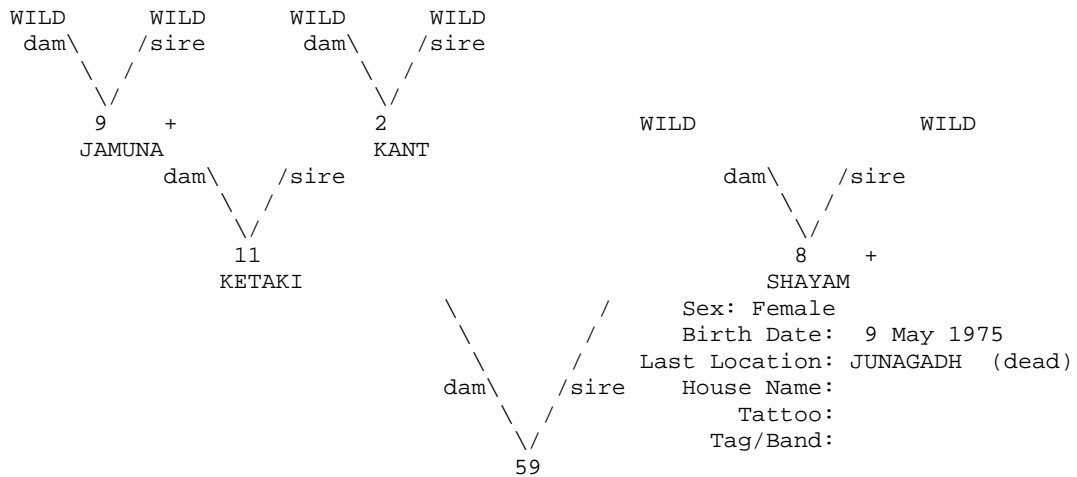 WILD WILD WILD WILD
dam\ /sire dam\ /sire
\ / \ /
\/ \/
9 + 2 WILD WILD
JAMUNA KANT
dam\ /sire dam\ /sire
\ / \ /
\/ \/
11 8 +
KETAKI SHAYAM
\ / Sex: Female
\ / Birth Date: 9 May 1975
\ / Last Location: JUNAGADH (dead)
dam\ /sire House Name:
\ / Tattoo:
\/ Tag/Band:
59